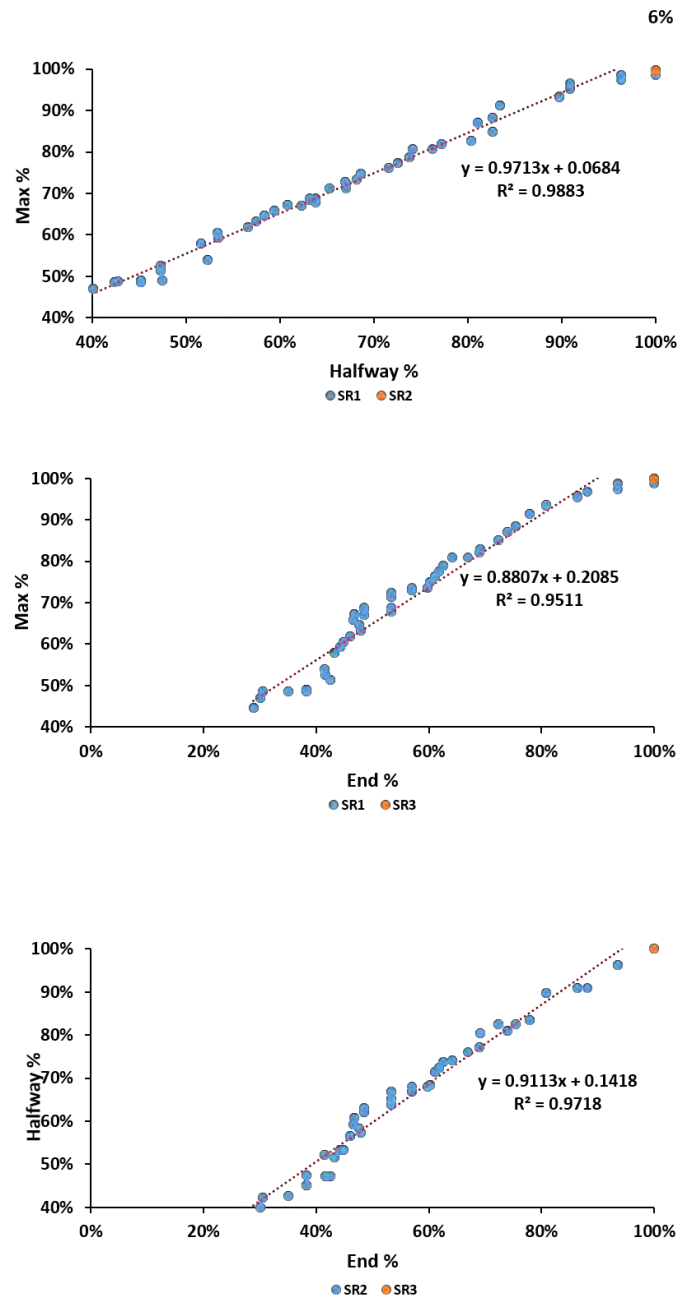 6%
100%
90%
80%
70%
60%
50%
40%
Max %
y = 0.9713x + 0.0684
R² = 0.9883
40% 50% 60% 70% 80% 90% 100%
Halfway %
SR1 SR2
100%
90%
80%
70%
60%
50%
40%
Max %
y = 0.8807x + 0.2085
R² = 0.9511
0% 20% 40% 60% 80% 100%
End %
SR1 SR3
100%
90%
80%
70%
60%
50%
40%
Halfway %
y = 0.9113x + 0.1418
R² = 0.9718
0% 20% 40% 60% 80% 100%
End %
SR2 SR3